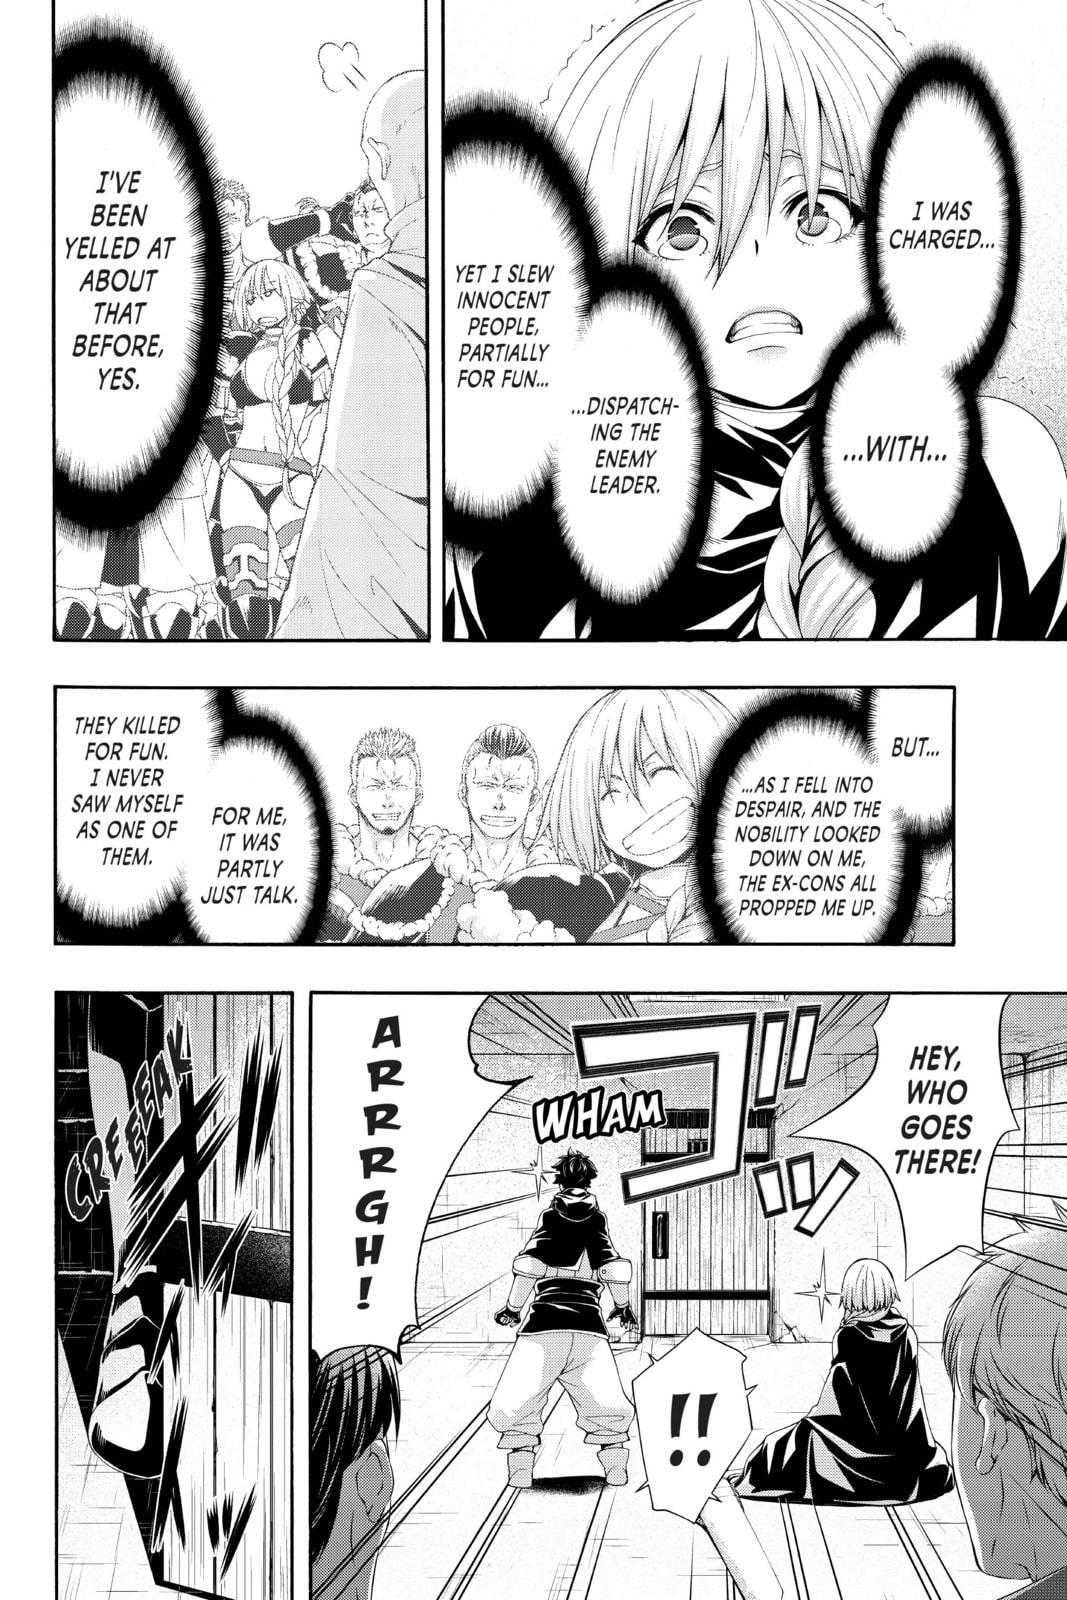 I WAS
CHARGED...
...WITH...
...DISPATCH-
ING THE
ENEMY
LEADER.
YET I SLEW
INNOCENT
PEOPLE,
PARTIALLY
FOR FUN...
I'VE
BEEN
YELLED AT
ABOUT
THAT
BEFORE,
YES.
BUT...
...AS I FELL INTO
DESPAIR, AND THE
NOBILITY LOOKED
DOWN ON ME,
THE EX-CONS ALL
PROPPED ME UP.
FOR ME,
IT WAS
PARTLY
JUST TALK.
THEY KILLED
FOR FUN.
I NEVER
SAW MYSELF
AS ONE OF
THEM.
HEY,
WHO
GOES
THERE!
ゴッ
WHAM
!!
ARRRGH!
CREEEEAK